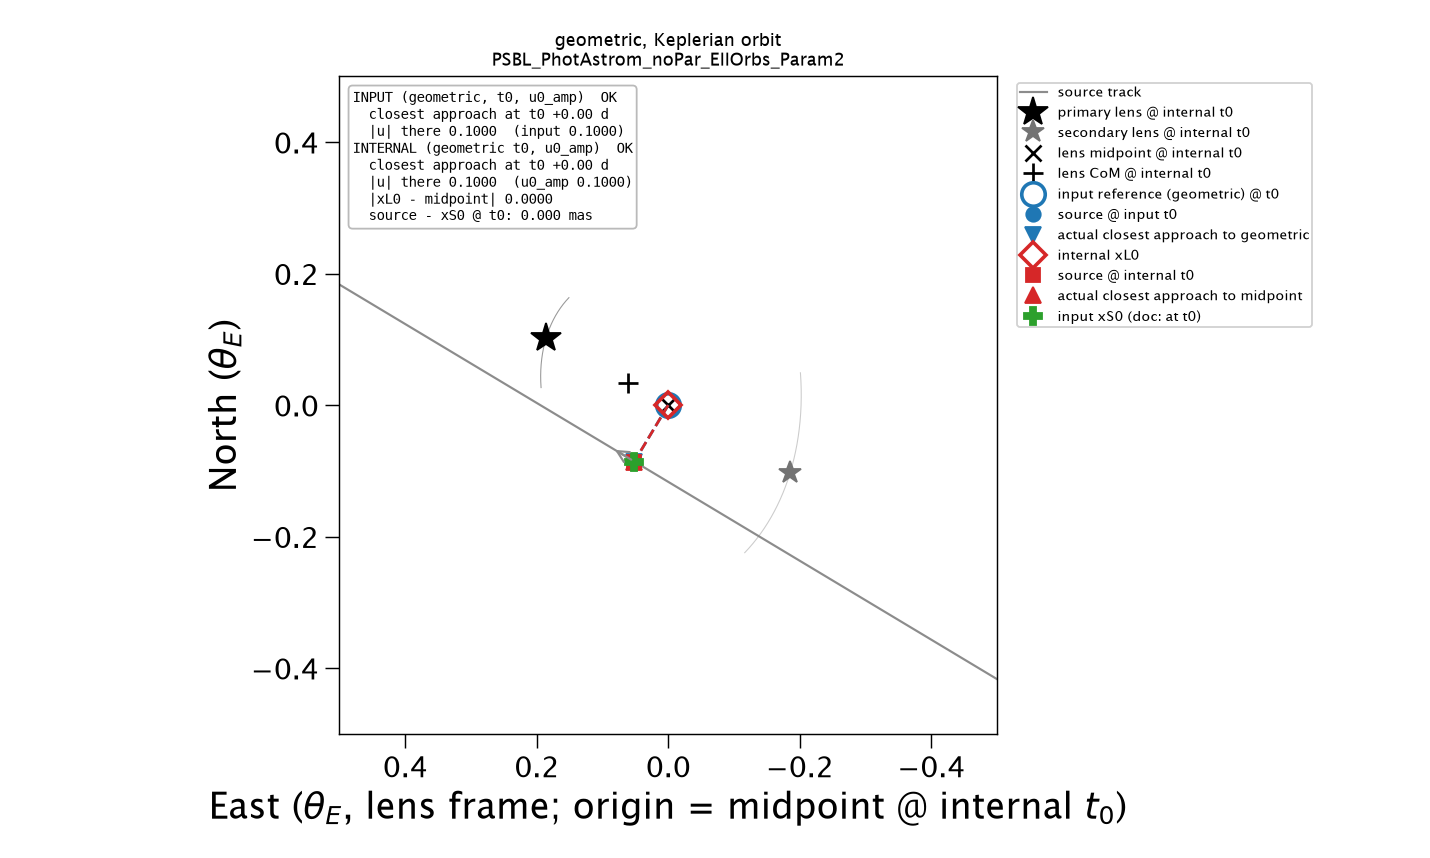 geometric, Keplerian orbit
PSBL_PhotAstrom_noPar_EllOrbs_Param2
INPUT (geometric, t0, u0_amp)  OK
closest approach at t0 +0.00 d
|u| there 0.1000  (input 0.1000)
INTERNAL (geometric t0, u0_amp)  OK
closest approach at t0 +0.00 d
|u| there 0.1000  (u0_amp 0.1000)
|xL0 - midpoint| 0.0000
source - xS0 @ t0: 0.000 mas
source track
primary lens @ internal t0
secondary lens @ internal t0
lens midpoint @ internal t0
lens CoM @ internal t0
input reference (geometric) @ t0
source @ input t0
actual closest approach to geometric
internal xL0
source @ internal t0
actual closest approach to midpoint
input xS0 (doc: at t0)
North (θ_E)
0.4
0.2
0.0
−0.2
−0.4
0.4 0.2 0.0 −0.2 −0.4
East (θ_E, lens frame; origin = midpoint @ internal t_0)